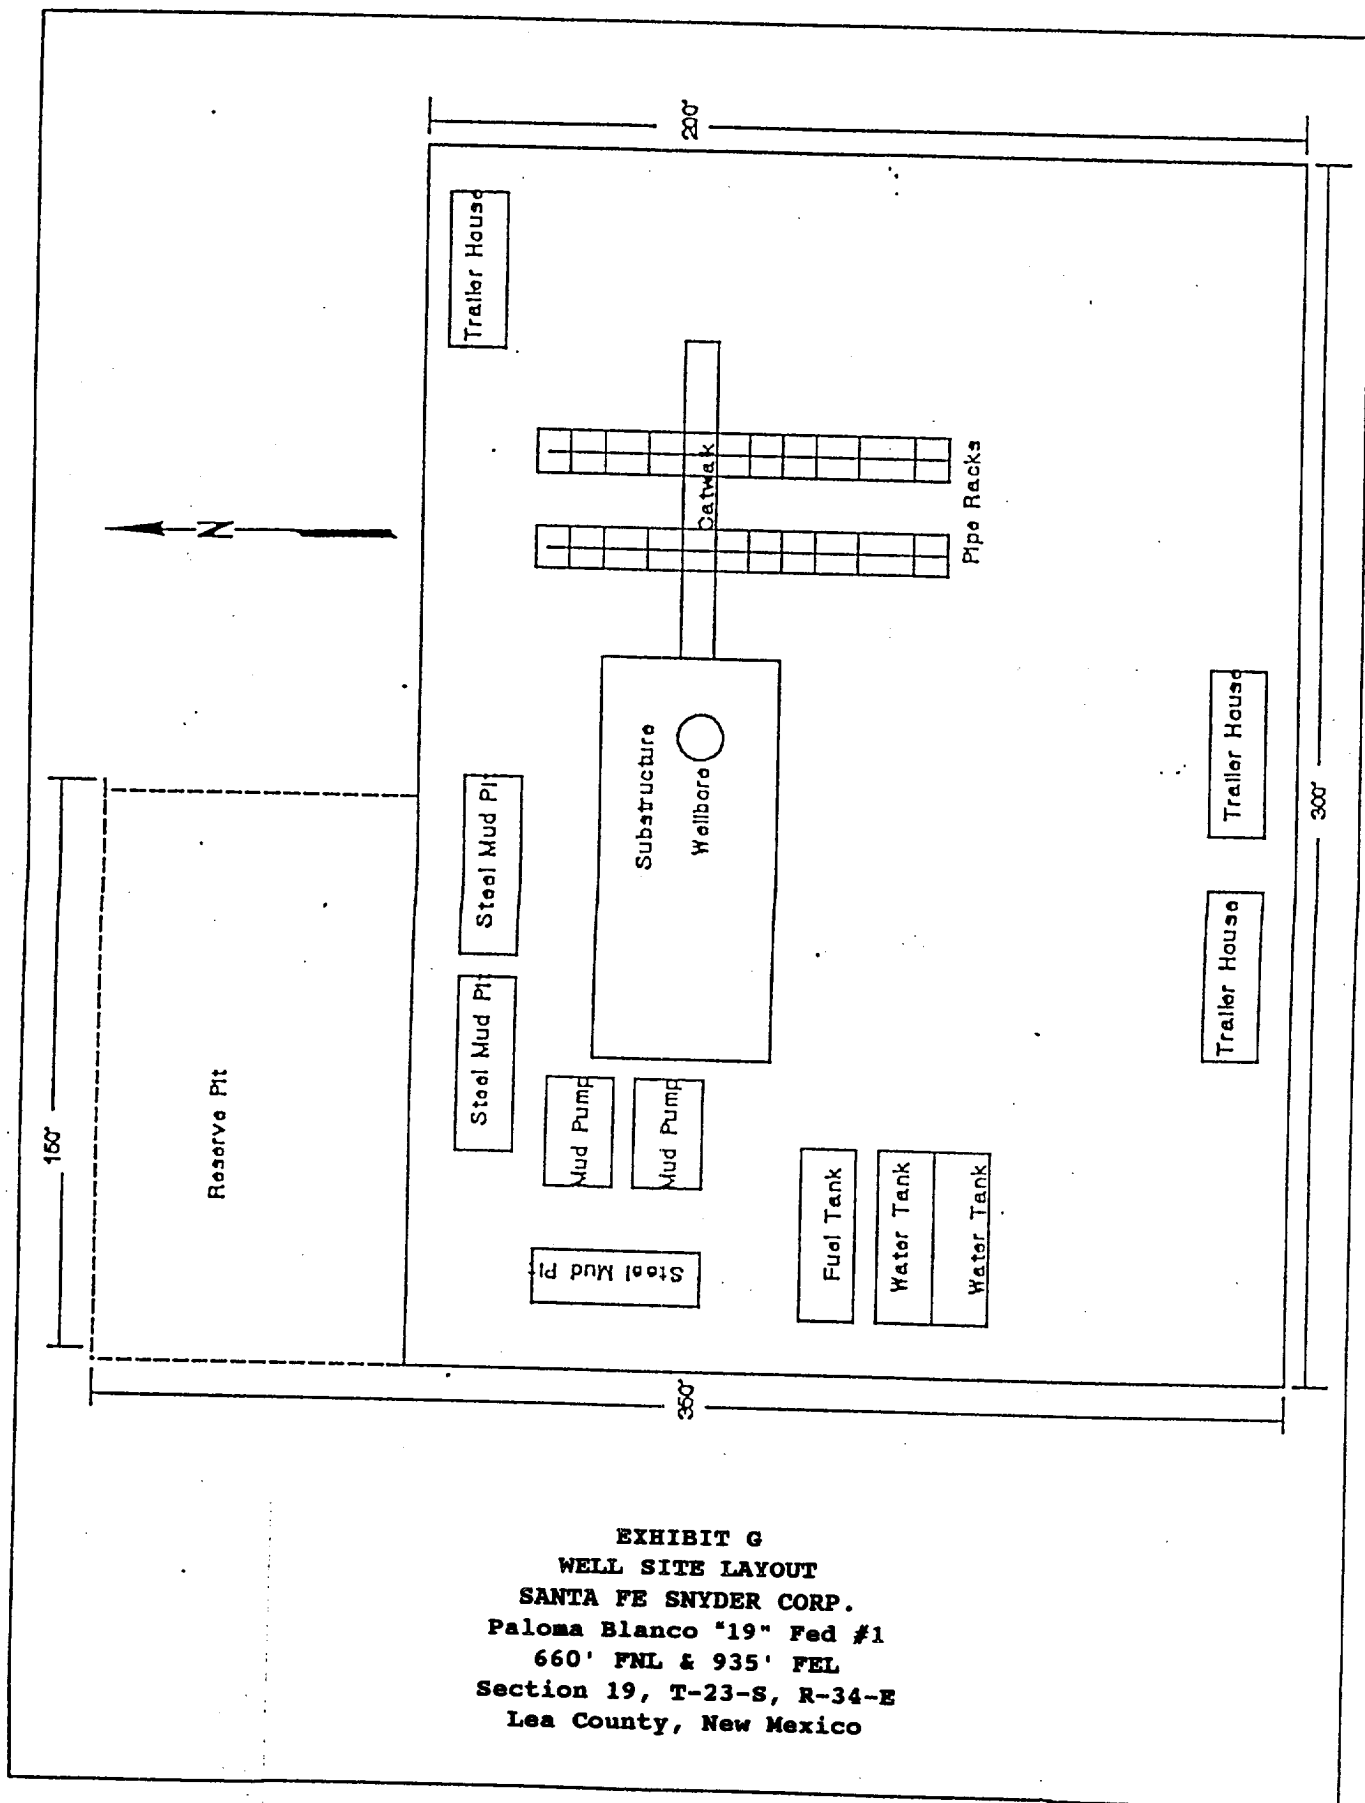 200'
Trailer House
N
Catwak
Pipe Racks
Substructure
Wellbore
Steel Mud Pit
Steel Mud Pit
150'
Reserve Pit
Mud Pump
Mud Pump
Steel Mud Pit
Fuel Tank
Water Tank
Water Tank
Trailer House
Trailer House
300'
350'
EXHIBIT G
WELL SITE LAYOUT
SANTA FE SNYDER CORP.
Paloma Blanco "19" Fed #1
660' FNL & 935' FEL
Section 19, T-23-S, R-34-E
Lea County, New Mexico